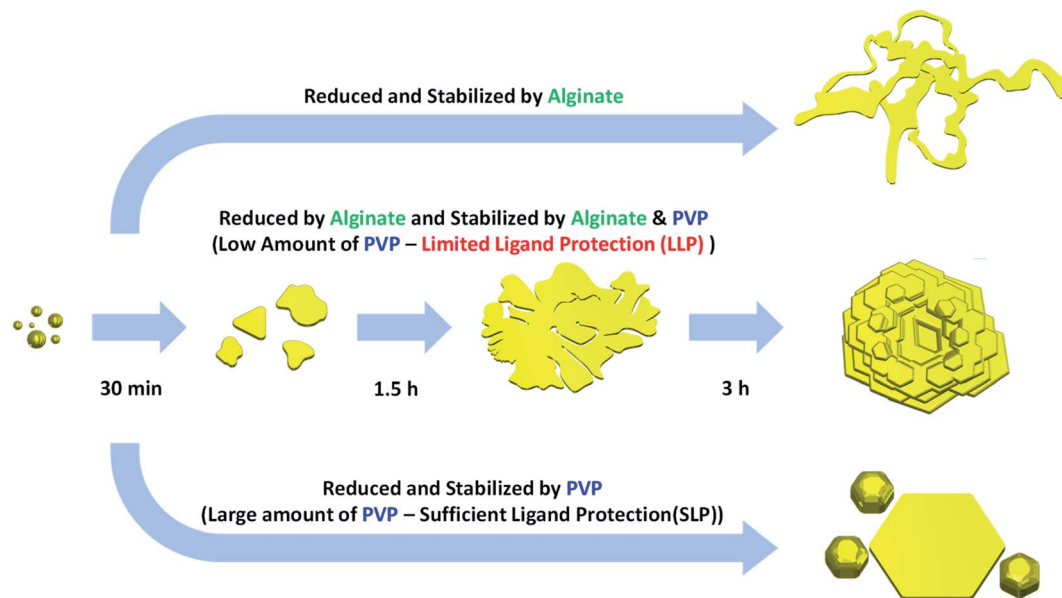 Reduced and Stabilized by Alginate
Reduced by Alginate and Stabilized by Alginate & PVP
(Low Amount of PVP – Limited Ligand Protection (LLP) )
30 min
1.5 h
3 h
Reduced and Stabilized by PVP
(Large amount of PVP – Sufficient Ligand Protection(SLP))